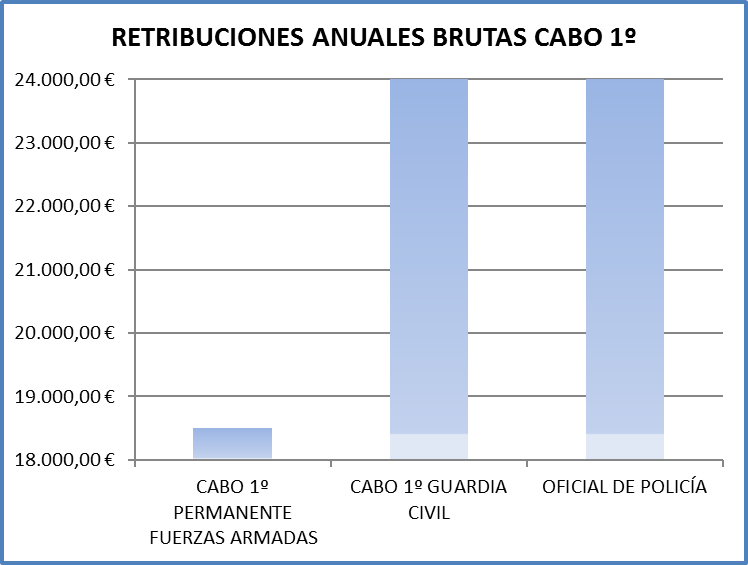 RETRIBUCIONES ANUALES BRUTAS CABO 1º
24.000,00 €
23.000,00 €
22.000,00 €
21.000,00 €
20.000,00 €
19.000,00 €
18.000,00 €
CABO 1º
PERMANENTE
FUERZAS ARMADAS
CABO 1º GUARDIA
CIVIL
OFICIAL DE POLICÍA